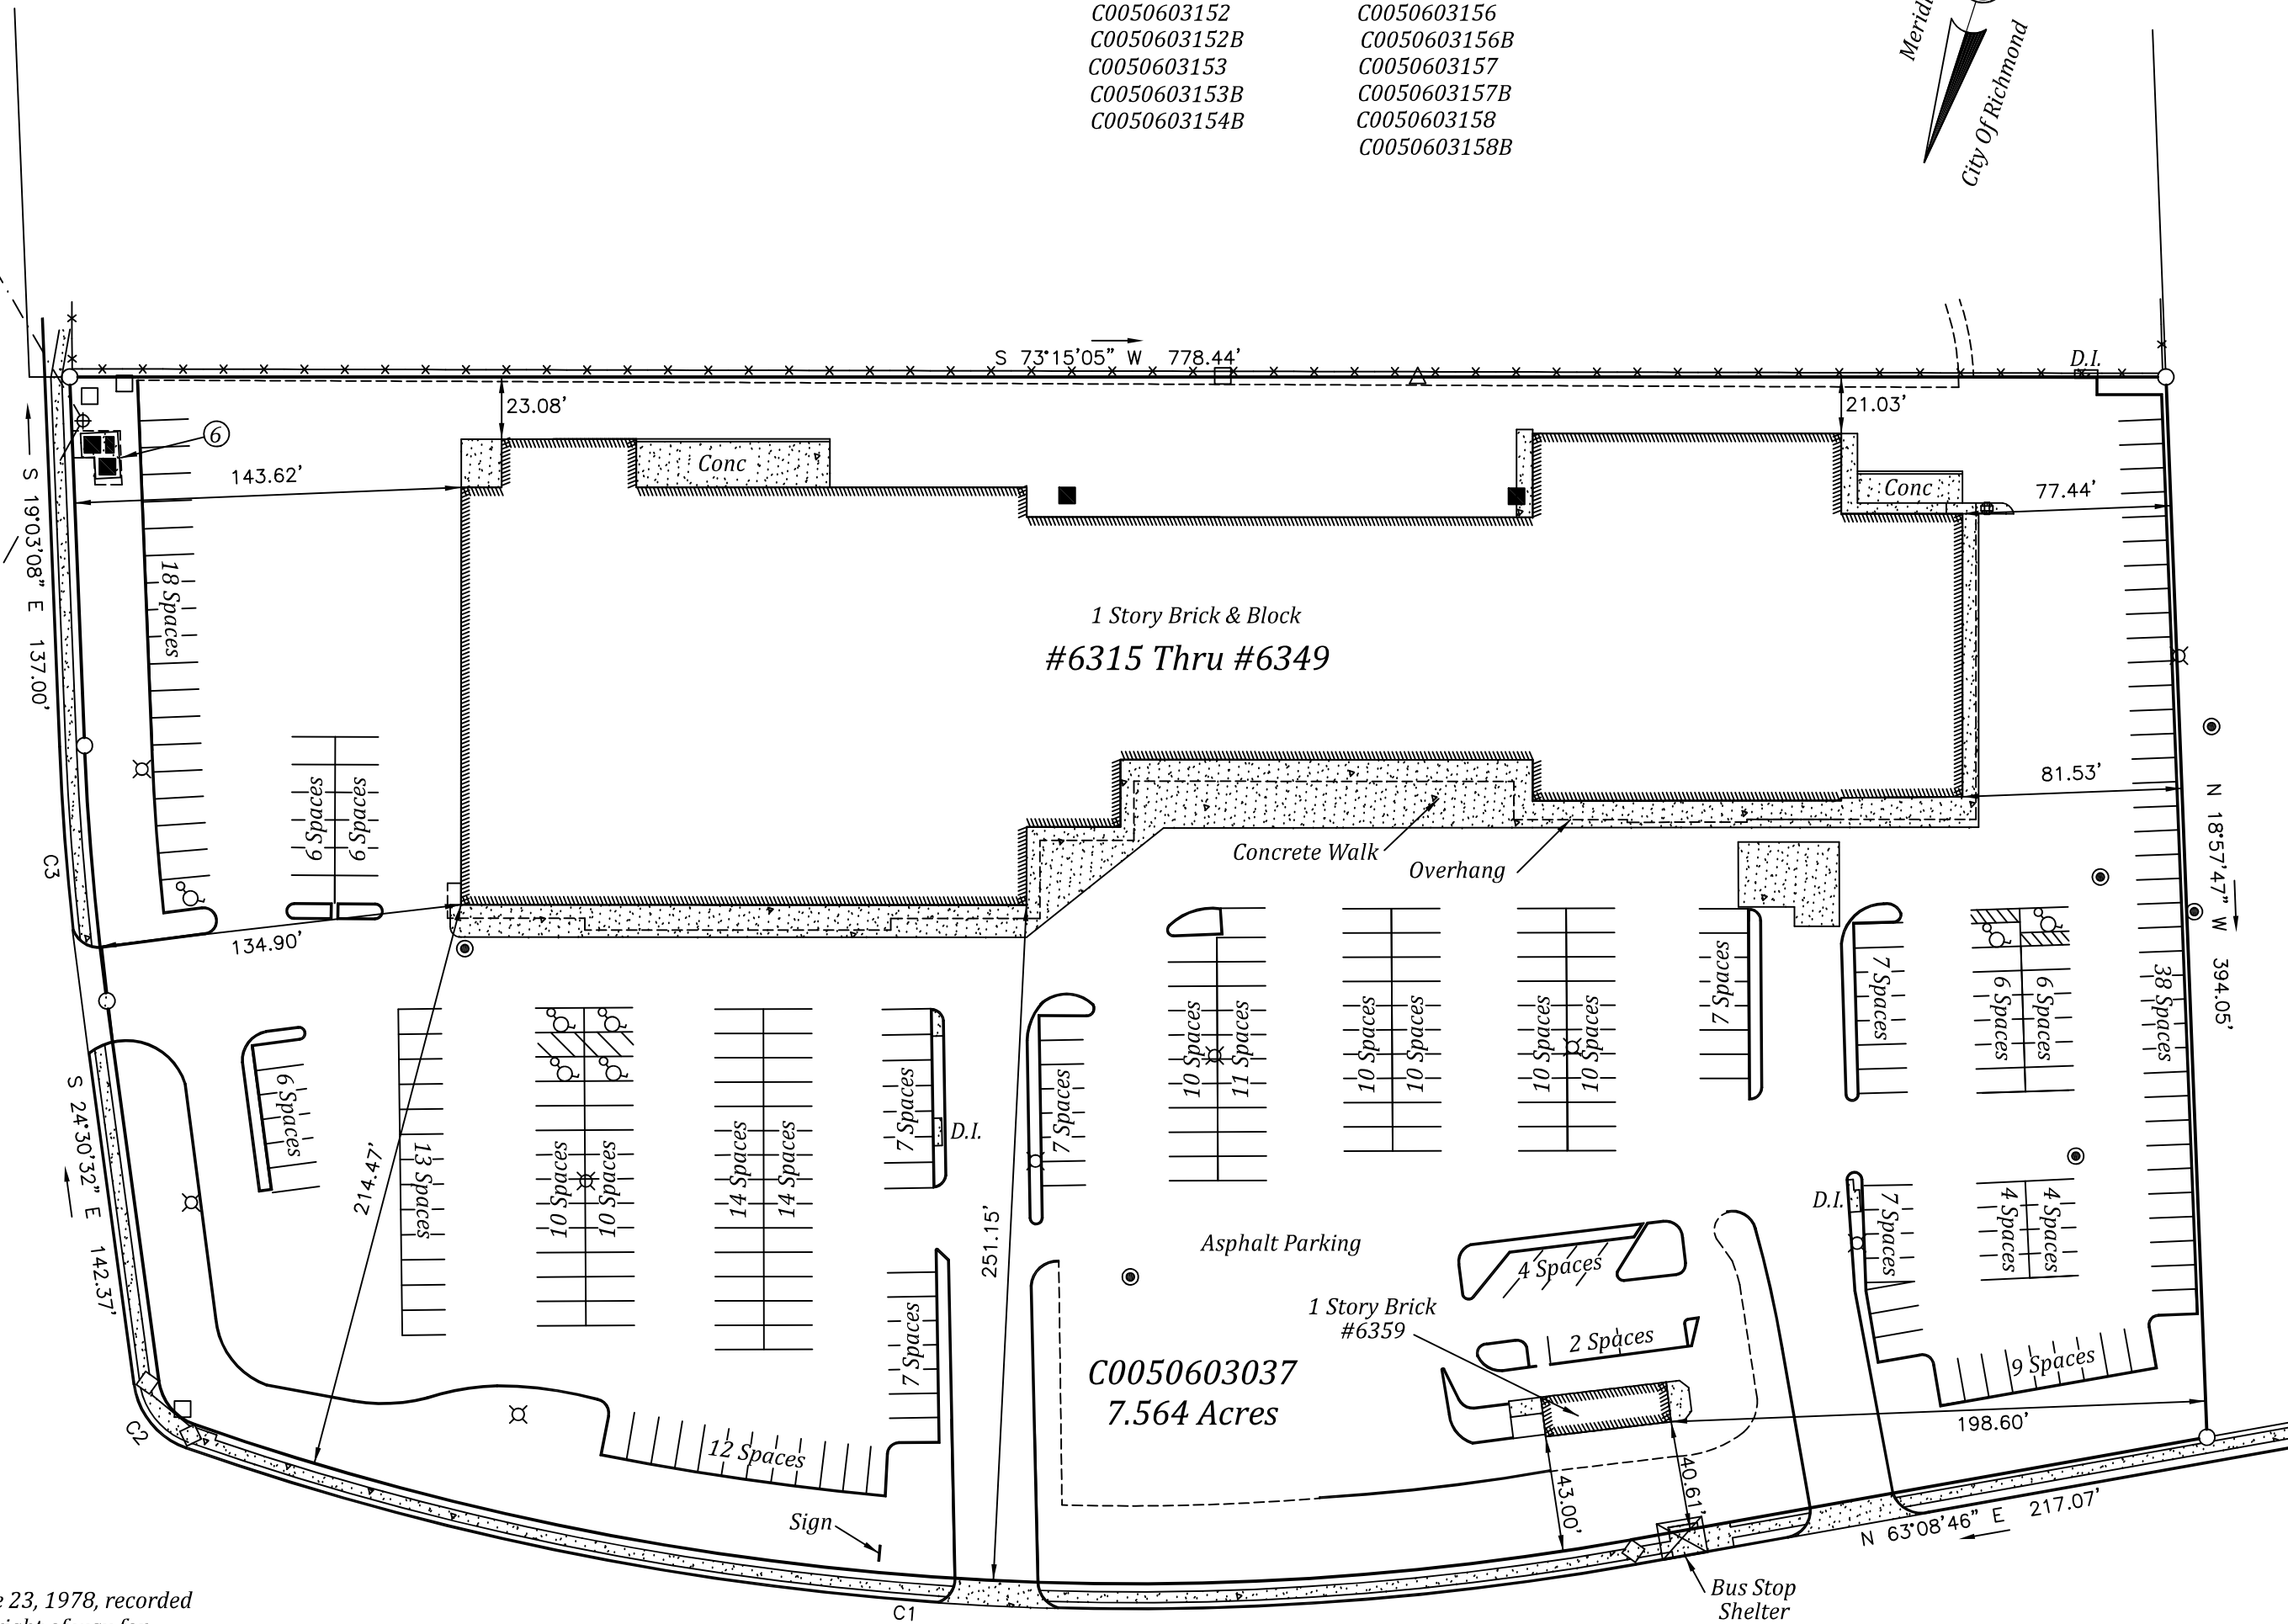 C0050603152 C0050603156
C0050603152B C0050603156B
C0050603153 C0050603157
C0050603153B C0050603157B
C0050603154B C0050603158
C0050603158B
City Of Richmond
S 73°15'05" W 778.44'
D.I.
23.08'
21.03'
6
143.62'
Conc
Conc
77.44'
S 19°03'08" E 137.00'
18 Spaces
1 Story Brick & Block
#6315 Thru #6349
6 Spaces
6 Spaces
81.53'
N 18°57'47" W 394.05'
C3
Concrete Walk
Overhang
134.90'
7 Spaces
7 Spaces
6 Spaces
6 Spaces
38 Spaces
10 Spaces
11 Spaces
10 Spaces
10 Spaces
10 Spaces
10 Spaces
S 24°30'32" E 142.37'
6 Spaces
13 Spaces
10 Spaces
10 Spaces
14 Spaces
14 Spaces
7 Spaces
D.I.
7 Spaces
214.47'
251.15'
Asphalt Parking
D.I.
7 Spaces
4 Spaces
4 Spaces
4 Spaces
1 Story Brick
#6359
2 Spaces
7 Spaces
9 Spaces
C0050603037
7.564 Acres
198.60'
C2
12 Spaces
43.00'
40.61'
Sign
N 63°08'46" E 217.07'
Bus Stop
Shelter
23, 1978, recorded
C1